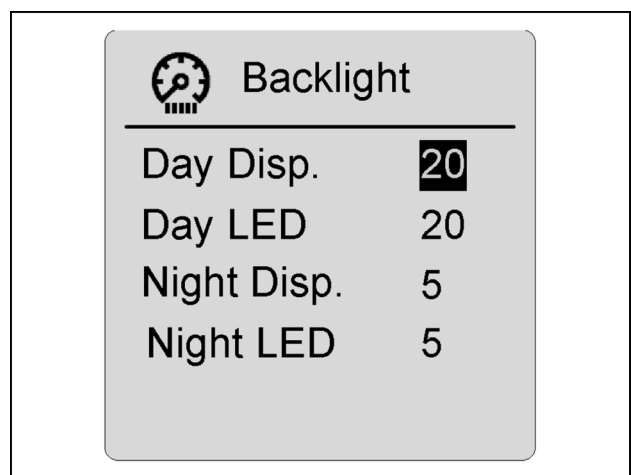 Backlight
Day Disp. 20
Day LED 20
Night Disp. 5
Night LED 5